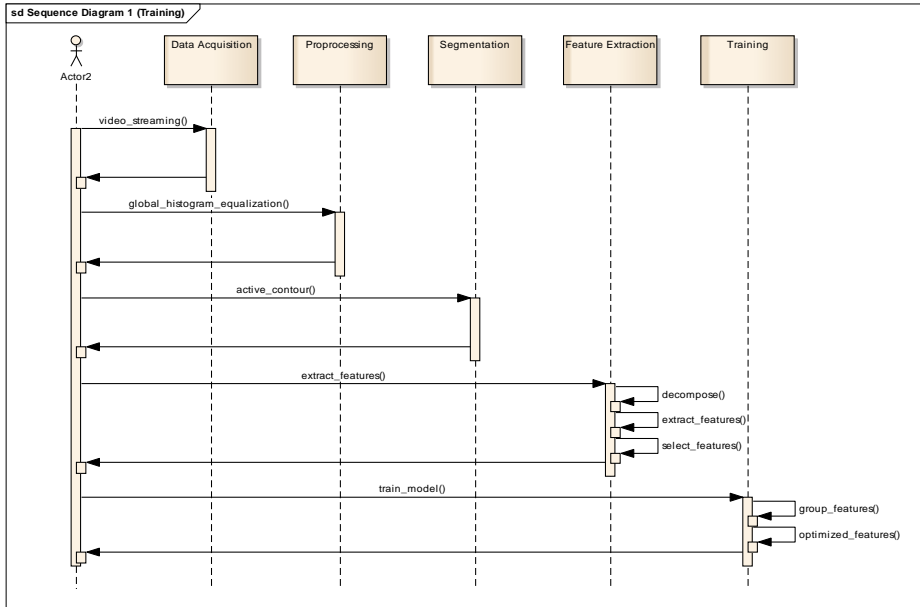 sd Sequence Diagram 1 (Training)
Actor2
Data Acquisition
Proprocessing
Segmentation
Feature Extraction
Training
video_streaming()
global_histogram_equalization()
active_contour()
extract_features()
decompose()
extract_features()
select_features()
train_model()
group_features()
optimized_features()